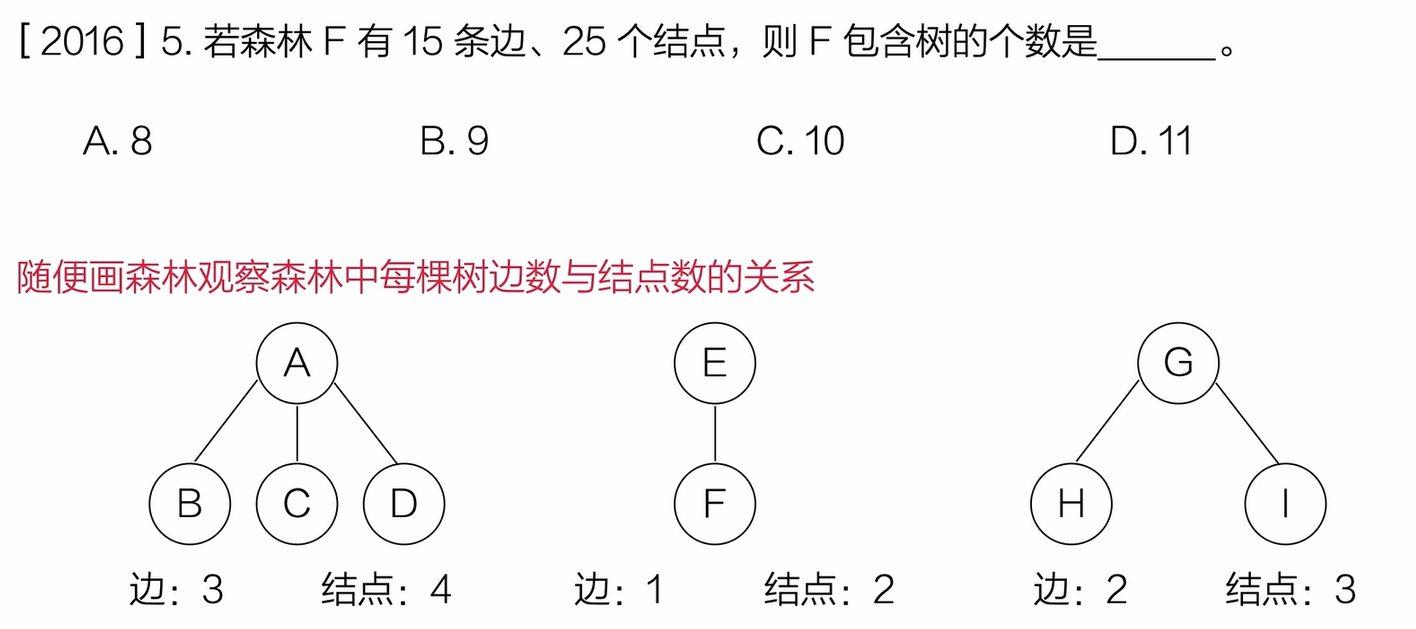 [ 2016 ] 5. 若森林 F 有 15 条边、25 个结点，则 F 包含树的个数是______。
A. 8 B. 9 C. 10 D. 11
随便画森林观察森林中每棵树边数与结点数的关系
A E G
B C D F H I
边：3 结点：4 边：1 结点：2 边：2 结点：3